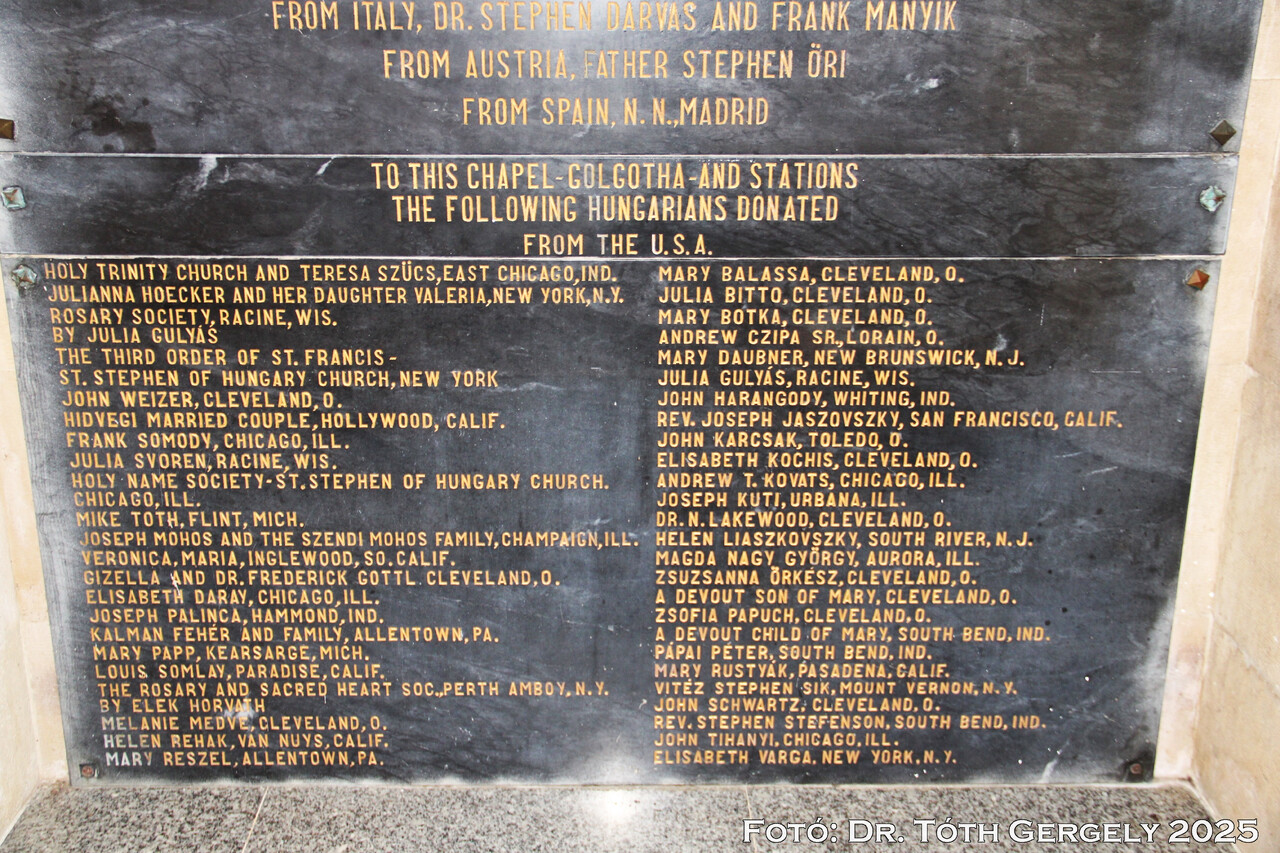 FROM ITALY, DR. STEPHEN DARVAS AND FRANK MANYIK
FROM AUSTRIA, FATHER STEPHEN ÖRI
FROM SPAIN, N. N., MADRID
TO THIS CHAPEL-GOLGOTHA-AND STATIONS
THE FOLLOWING HUNGARIANS DONATED
FROM THE U.S.A.
HOLY TRINITY CHURCH AND TERESA SZÜCS, EAST CHICAGO, IND.
JULIANNA HOECKER AND HER DAUGHTER VALERIA, NEW YORK, N.Y.
ROSARY SOCIETY, RACINE, WIS.
BY JULIA GULYÁS
THE THIRD ORDER OF ST. FRANCIS -
ST. STEPHEN OF HUNGARY CHURCH, NEW YORK
JOHN WEIZER, CLEVELAND, O.
HIDVEGI MARRIED COUPLE, HOLLYWOOD, CALIF.
FRANK SOMODY, CHICAGO, ILL.
JULIA SVOREN, RACINE, WIS.
HOLY NAME SOCIETY-ST. STEPHEN OF HUNGARY CHURCH.
CHICAGO, ILL.
MIKE TOTH, FLINT, MICH.
JOSEPH MOHOS AND THE SZENDI MOHOS FAMILY, CHAMPAIGN, ILL.
VERONICA, MARIA, INGLEWOOD, SO. CALIF.
GIZELLA AND DR. FREDERICK GOTTL. CLEVELAND, O.
ELISABETH DARAY, CHICAGO, ILL.
JOSEPH PALINCA, HAMMOND, IND.
KALMAN FEHÉR AND FAMILY, ALLENTOWN, PA.
MARY PAPP, KEARSARGE, MICH.
LOUIS SOMLAY, PARADISE, CALIF.
THE ROSARY AND SACRED HEART SOC., PERTH AMBOY, N.Y.
BY ELEK HORVATH
MELANIE MEDVE, CLEVELAND, O.
HELEN REHAK, VAN NUYS, CALIF.
MARY RESZEL, ALLENTOWN, PA.
MARY BALASSA, CLEVELAND, O.
JULIA BITTO, CLEVELAND, O.
MARY BOTKA, CLEVELAND, O.
ANDREW CZIPA SR., LORAIN, O.
MARY DAUBNER, NEW BRUNSWICK, N. J.
JULIA GULYÁS, RACINE, WIS.
JOHN HARANGODY, WHITING, IND.
REV. JOSEPH JASZOVSZKY, SAN FRANCISCO, CALIF.
JOHN KARCSAK, TOLEDO, O.
ELISABETH KOCHIS, CLEVELAND, O.
ANDREW T. KOVATS, CHICAGO, ILL.
JOSEPH KUTI, URBANA, ILL.
DR. N. LAKEWOOD, CLEVELAND, O.
HELEN LIASZKOVSZKY, SOUTH RIVER, N. J.
MAGDA NAGY, GYÖRGY, AURORA, ILL.
ZSUZSANNA ÖRKÉSZ, CLEVELAND, O.
A DEVOUT SON OF MARY, CLEVELAND, O.
ZSOFIA PAPUCH, CLEVELAND, O.
A DEVOUT CHILD OF MARY, SOUTH BEND, IND.
PÁPAI PÉTER, SOUTH BEND, IND.
MARY RUSTYÁK, PASADENA, CALIF.
VITÉZ STEPHEN SIK, MOUNT VERNON, N. Y.
JOHN SCHWARTZ, CLEVELAND, O.
REV. STEPHEN STEFENSON, SOUTH BEND, IND.
JOHN TIHANYI, CHICAGO, ILL.
ELISABETH VARGA. NEW YORK, N.Y.
FOTÓ: DR. TÓTH GERGELY 2025